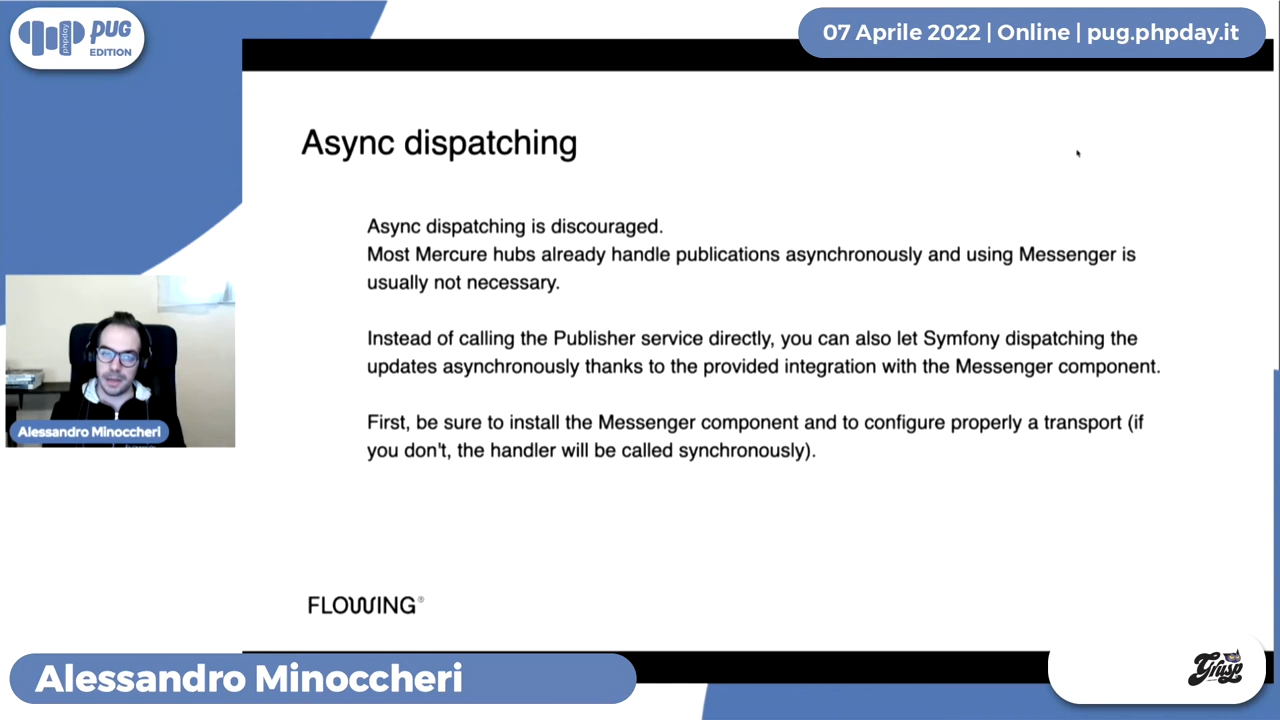 phpday
PUG
EDITION
07 Aprile 2022 | Online | pug.phpday.it
Async dispatching
Async dispatching is discouraged.
Most Mercure hubs already handle publications asynchronously and using Messenger is
usually not necessary.
Instead of calling the Publisher service directly, you can also let Symfony dispatching the
updates asynchronously thanks to the provided integration with the Messenger component.
First, be sure to install the Messenger component and to configure properly a transport (if
you don't, the handler will be called synchronously).
Alessandro Minoccheri
FLOWING®
Alessandro Minoccheri
Grusp